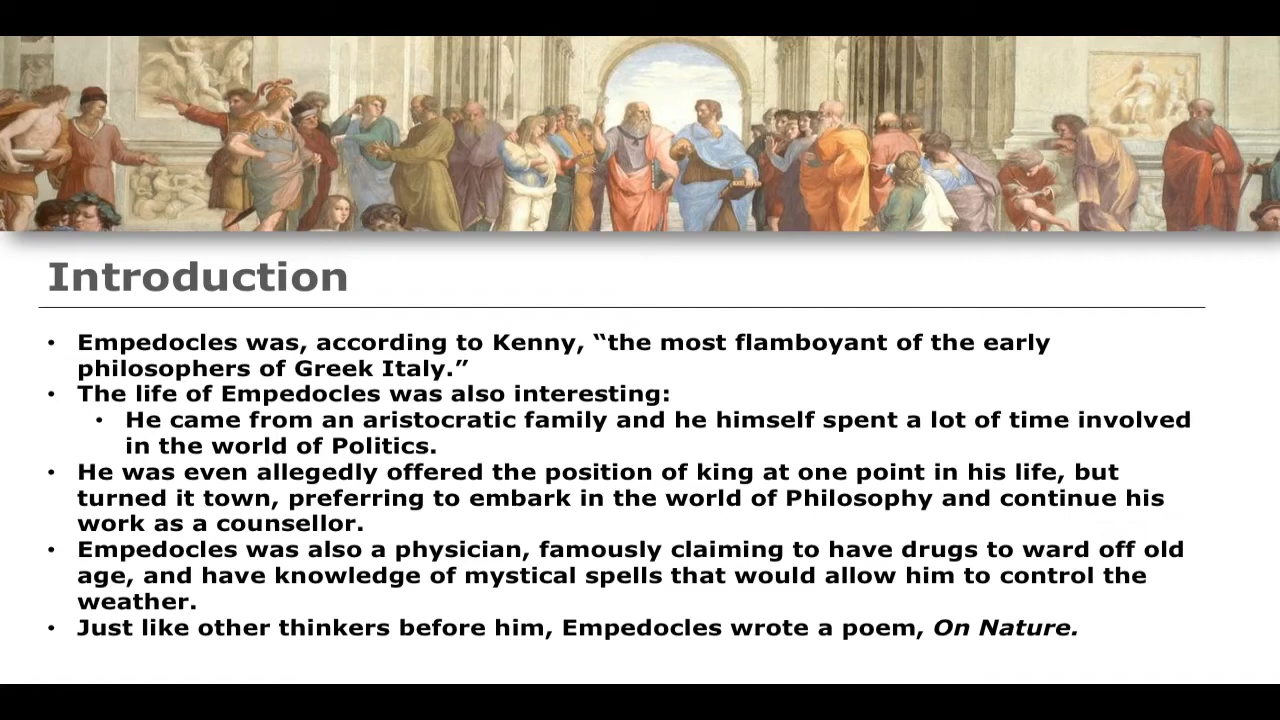 Introduction
• Empedocles was, according to Kenny, “the most flamboyant of the early
philosophers of Greek Italy.”
• The life of Empedocles was also interesting:
• He came from an aristocratic family and he himself spent a lot of time involved
in the world of Politics.
• He was even allegedly offered the position of king at one point in his life, but
turned it town, preferring to embark in the world of Philosophy and continue his
work as a counsellor.
• Empedocles was also a physician, famously claiming to have drugs to ward off old
age, and have knowledge of mystical spells that would allow him to control the
weather.
• Just like other thinkers before him, Empedocles wrote a poem, On Nature.